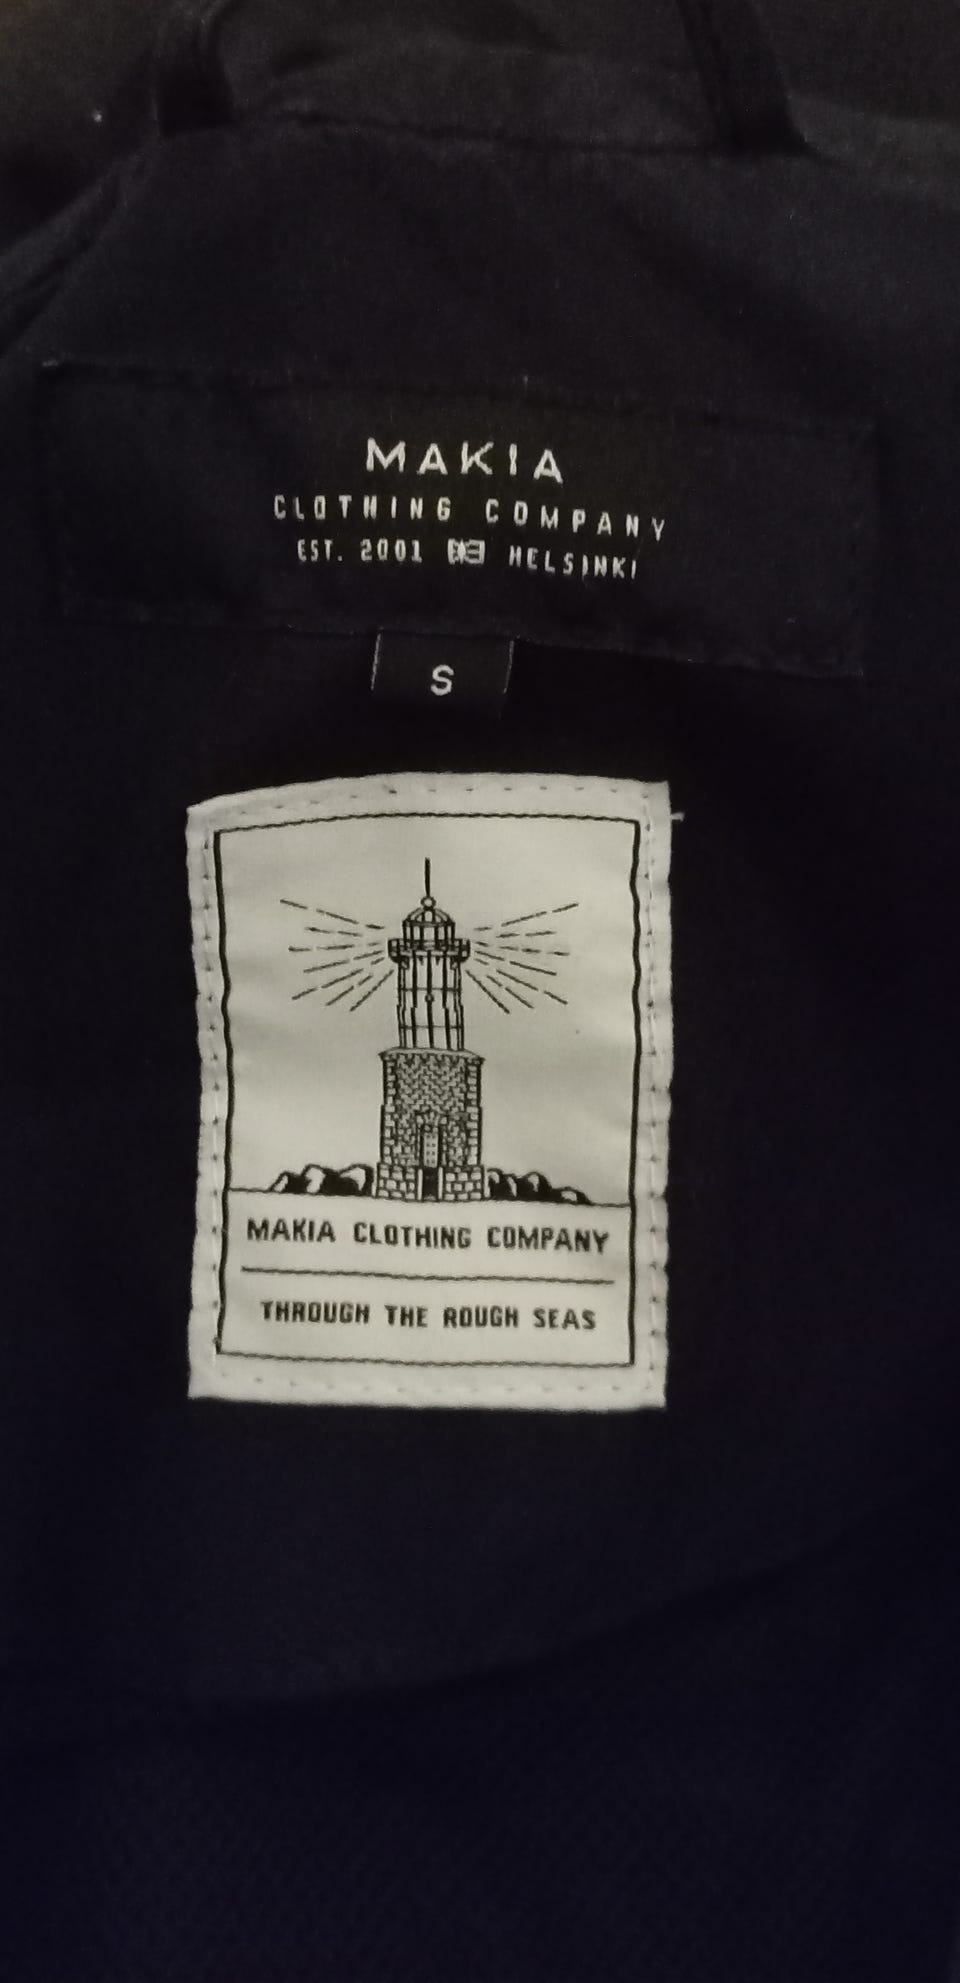 MAKIA
CLOTHING COMPANY
EST. 2001 HELSINKI
S
MAKIA CLOTHING COMPANY
THROUGH THE ROUGH SEAS